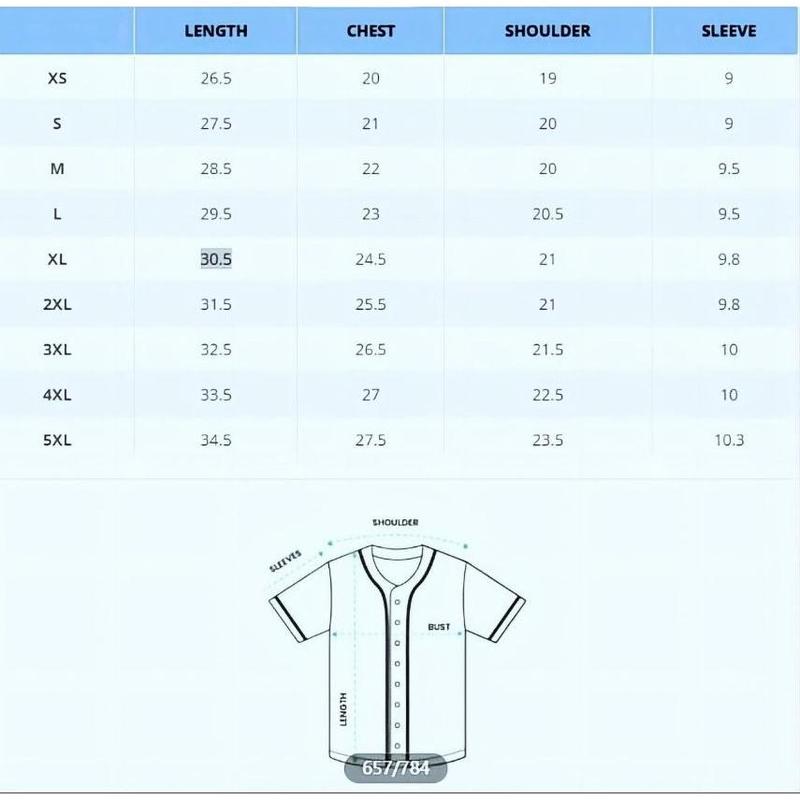 LENGTH CHEST SHOULDER SLEEVE
XS 26.5 20 19 9
S 27.5 21 20 9
M 28.5 22 20 9.5
L 29.5 23 20.5 9.5
XL 30.5 24.5 21 9.8
2XL 31.5 25.5 21 9.8
3XL 32.5 26.5 21.5 10
4XL 33.5 27 22.5 10
5XL 34.5 27.5 23.5 10.3
SHOULDER
SLEEVES
BUST
LENGTH
657/784